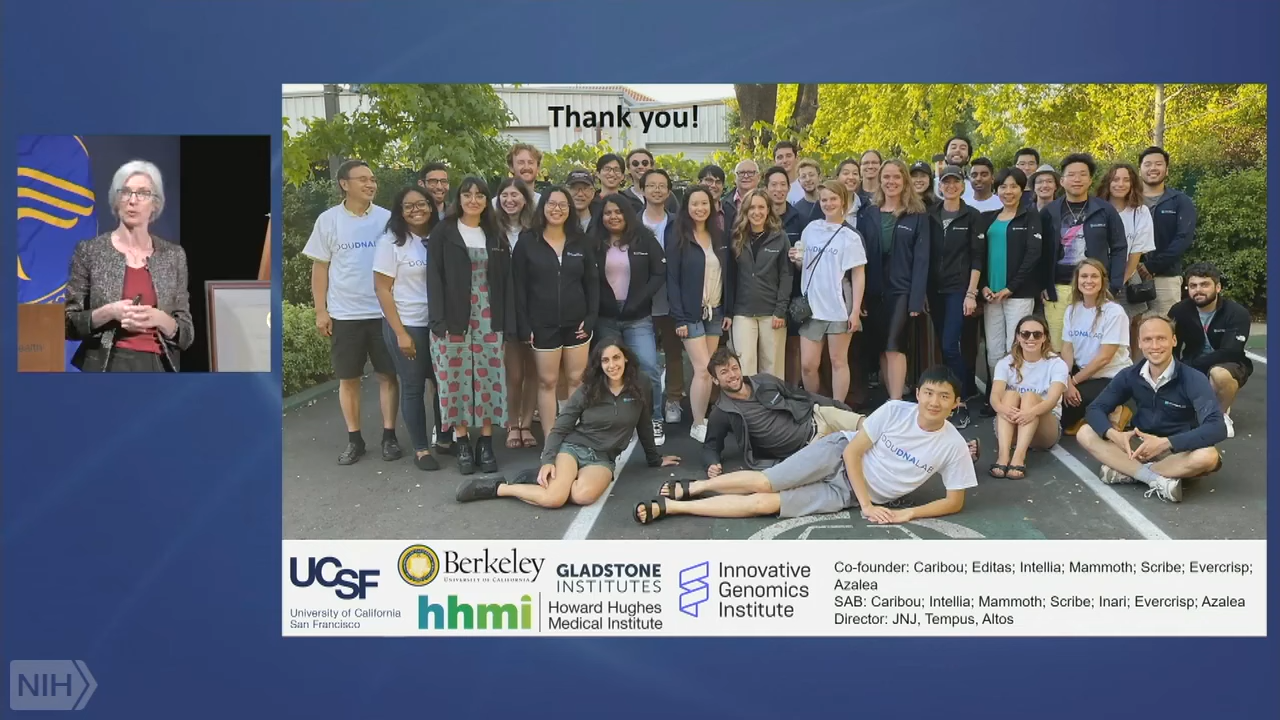 Thank you!
DOUDNALAB
DOUDNALAB
DOUDNALAB
UCSF
University of California
San Francisco
Berkeley
UNIVERSITY OF CALIFORNIA
hhmi
Howard Hughes
Medical Institute
GLADSTONE
INSTITUTES
Innovative
Genomics
Institute
Co-founder: Caribou; Editas; Intellia; Mammoth; Scribe; Evercrisp;
Azalea
SAB: Caribou; Intellia; Mammoth; Scribe; Inari; Evercrisp; Azalea
Director: JNJ, Tempus, Altos
NIH